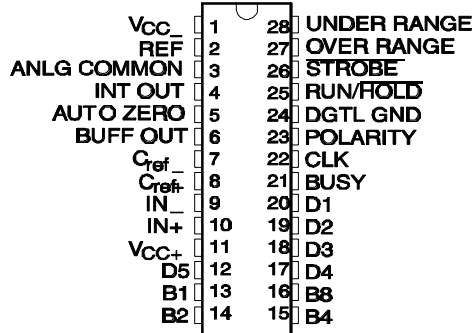 VCC_ 1 28 UNDER RANGE
REF 2 27 OVER RANGE
ANLG COMMON 3 26 STROBE
INT OUT 4 25 RUN/HOLD
AUTO ZERO 5 24 DGTL GND
BUFF OUT 6 23 POLARITY
Cref_ 7 22 CLK
Cref+ 8 21 BUSY
IN_ 9 20 D1
IN+ 10 19 D2
VCC+ 11 18 D3
D5 12 17 D4
B1 13 16 B8
B2 14 15 B4